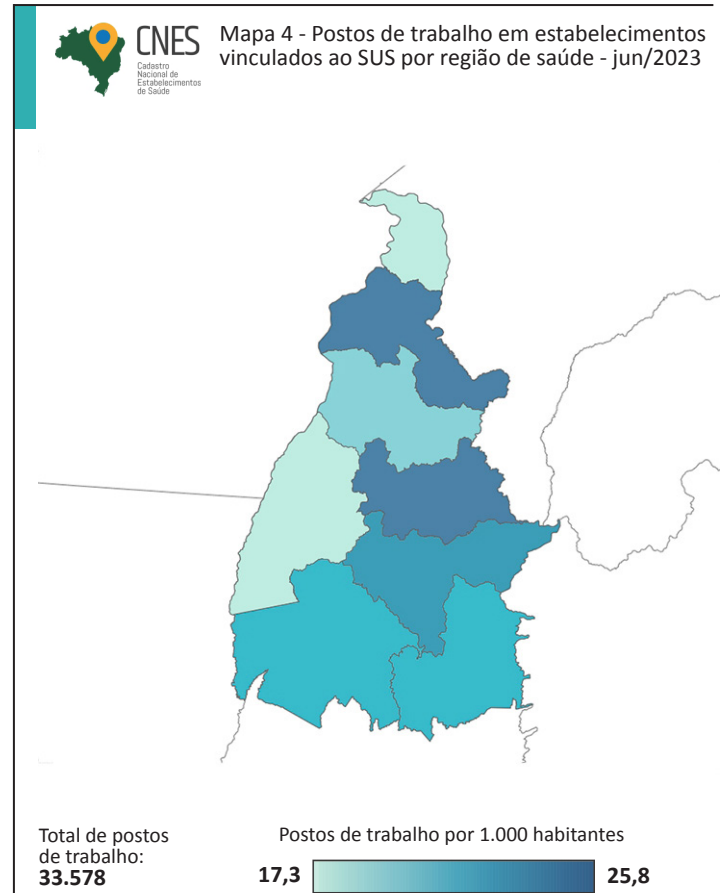 CNES
Cadastro
Nacional de
Estabelecimentos
de Saúde
Mapa 4 - Postos de trabalho em estabelecimentos
vinculados ao SUS por região de saúde - jun/2023
Total de postos
de trabalho:
33.578
Postos de trabalho por 1.000 habitantes
17,3
25,8